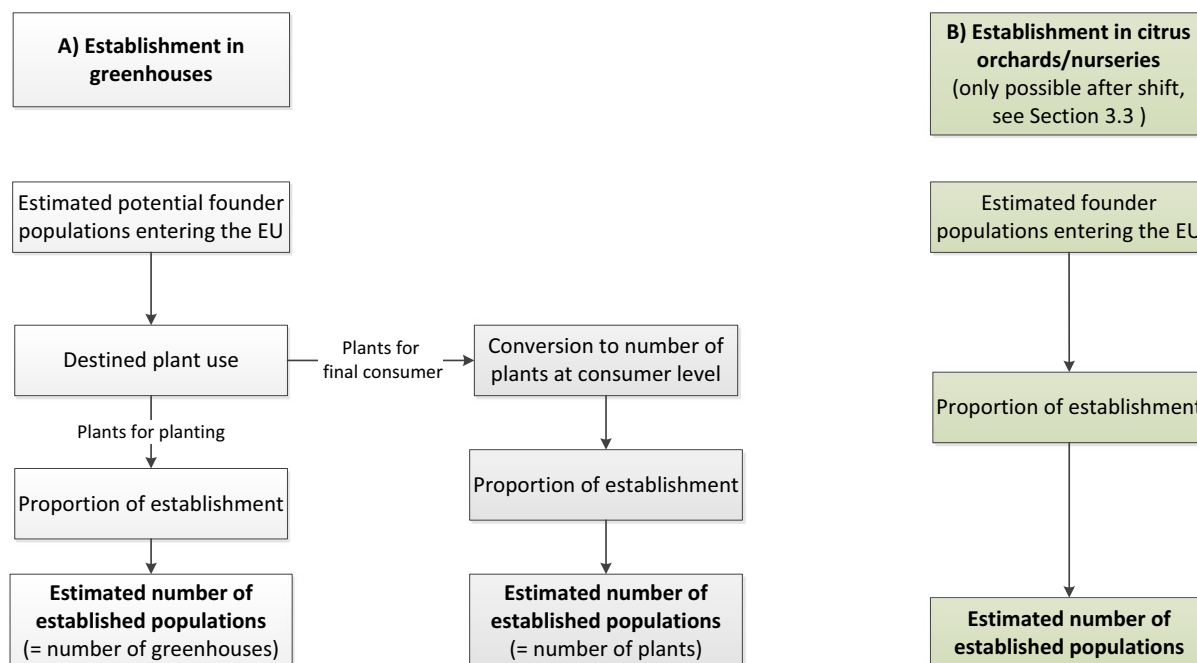 A) Establishment in
greenhouses
Estimated potential founder
populations entering the EU
Destined plant use
Plants for
final consumer
Conversion to number of
plants at consumer level
Plants for planting
Proportion of establishment
Proportion of establishment
Estimated number of
established populations
(= number of greenhouses)
Estimated number of
established populations
(= number of plants)
B) Establishment in citrus
orchards/nurseries
(only possible after shift,
see Section 3.3 )
Estimated founder
populations entering the EU
Proportion of establishment
Estimated number of
established populations